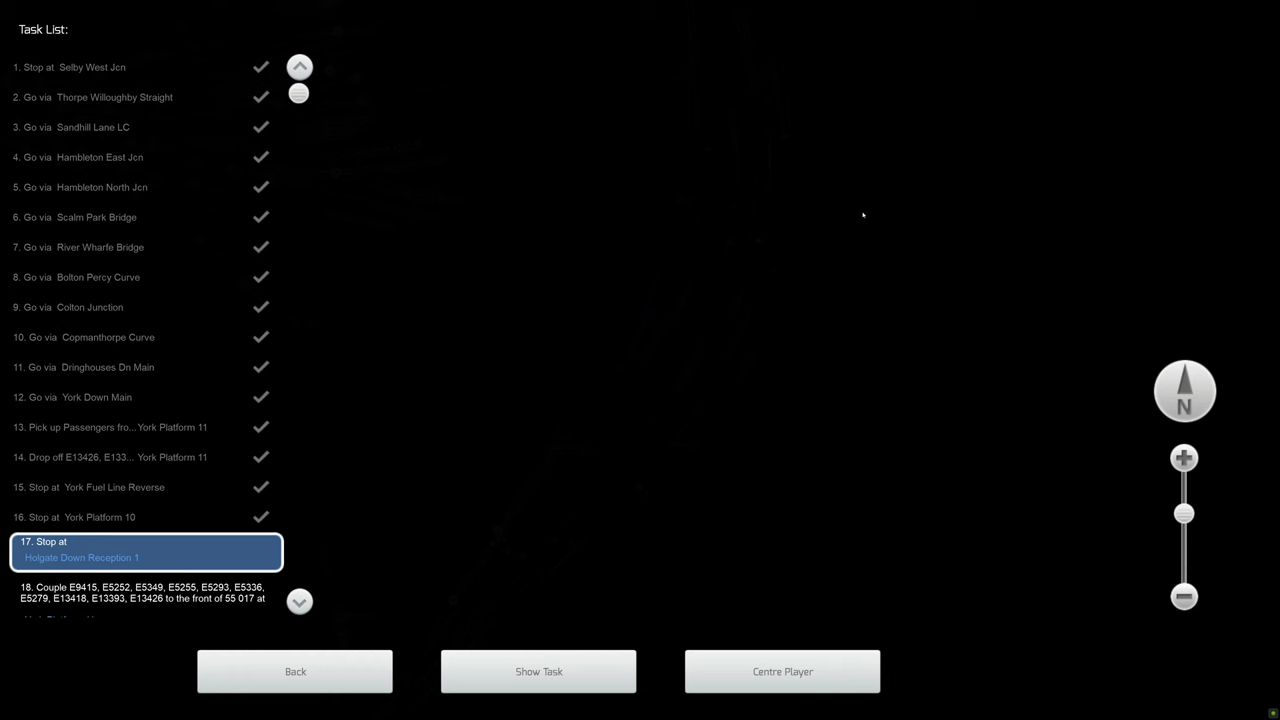 Task List:
1. Stop at Selby West Jcn
2. Go via Thorpe Willoughby Straight
3. Go via Sandhill Lane LC
4. Go via Hambleton East Jcn
5. Go via Hambleton North Jcn
6. Go via Scalm Park Bridge
7. Go via River Wharfe Bridge
8. Go via Bolton Percy Curve
9. Go via Colton Junction
10. Go via Copmanthorpe Curve
11. Go via Dringhouses Dn Main
12. Go via York Down Main
13. Pick up Passengers fro... York Platform 11
14. Drop off E13426, E133... York Platform 11
15. Stop at York Fuel Line Reverse
16. Stop at York Platform 10
17. Stop at
Holgate Down Reception 1
18. Couple E9415, E5252, E5349, E5255, E5293, E5336,
E5279, E13418, E13393, E13426 to the front of 55 017 at
N
Back
Show Task
Centre Player